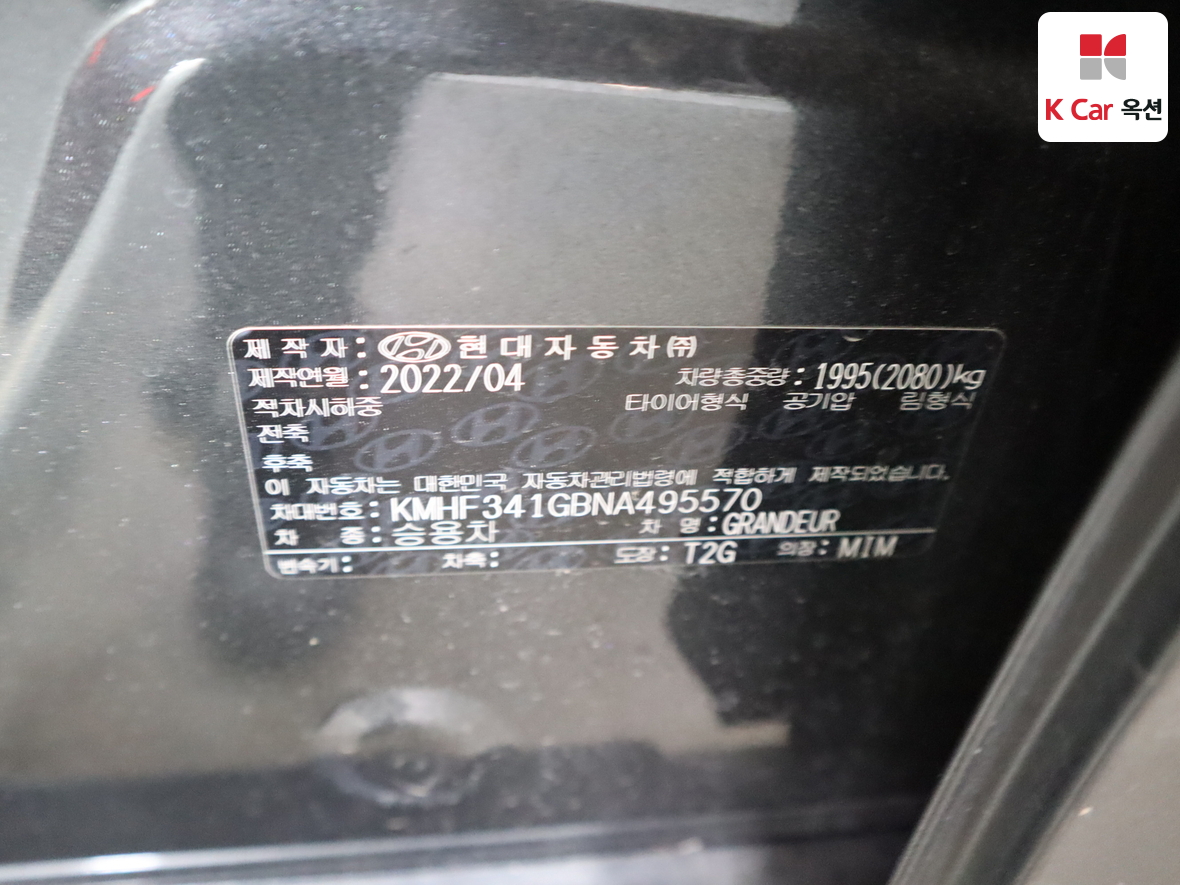 K Car 옥션
제 작 자 : 현 대 자 동 차 ㈜
제작연월 : 2022/04 차량총중량 : 1995(2080)kg
적차시하중 타이어형식 공기압 림형식
전축
후축
이 자동차는 대한민국 자동차관리법령에 적합하게 제작되었습니다.
차대번호 : KMHF341GBNA495570
차 종 : 승용차 차 명 : GRANDEUR
변속기 : 차축 : 도장 : T2G 의장 : MIM